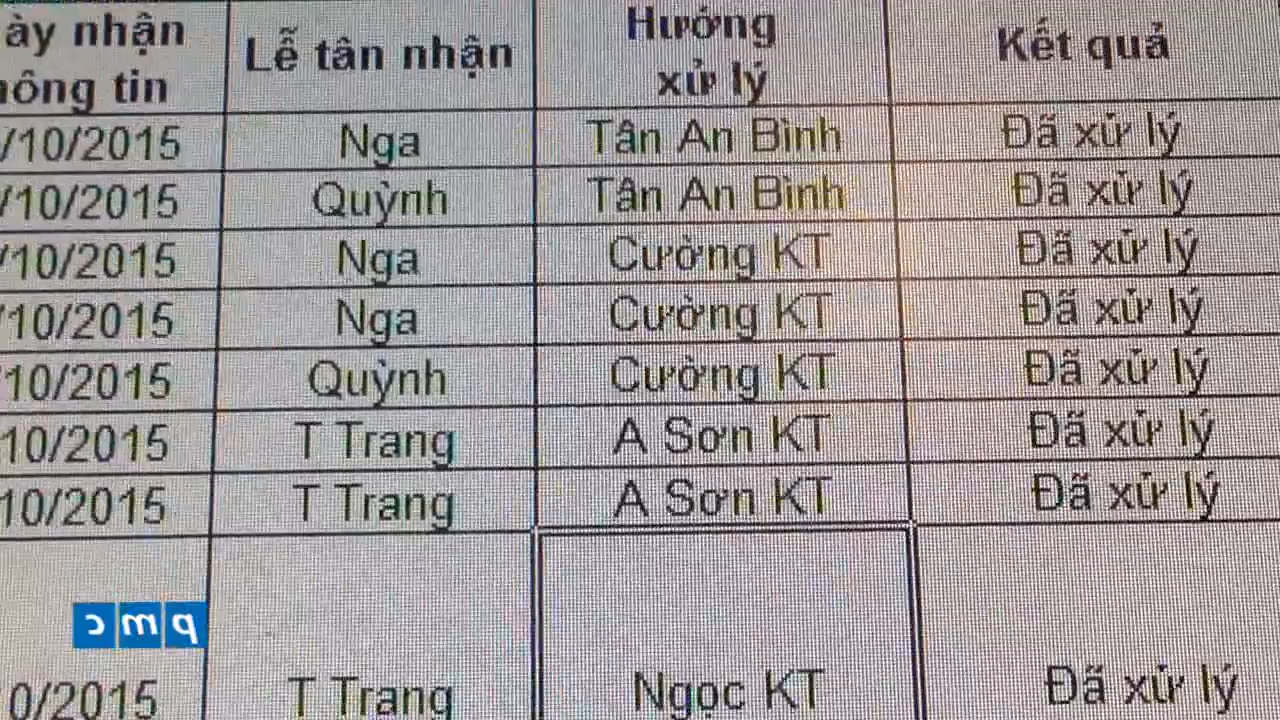 ày nhận
hông tin
Lễ tân nhận
Hướng
xử lý
Kết quả
/10/2015 Nga Tân An Bình Đã xử lý
/10/2015 Quỳnh Tân An Bình Đã xử lý
/10/2015 Nga Cường KT Đã xử lý
/10/2015 Nga Cường KT Đã xử lý
/10/2015 Quỳnh Cường KT Đã xử lý
10/2015 T Trang A Sơn KT Đã xử lý
10/2015 T Trang A Sơn KT Đã xử lý
0/2015 T Trang Ngọc KT Đã xử lý
pmc